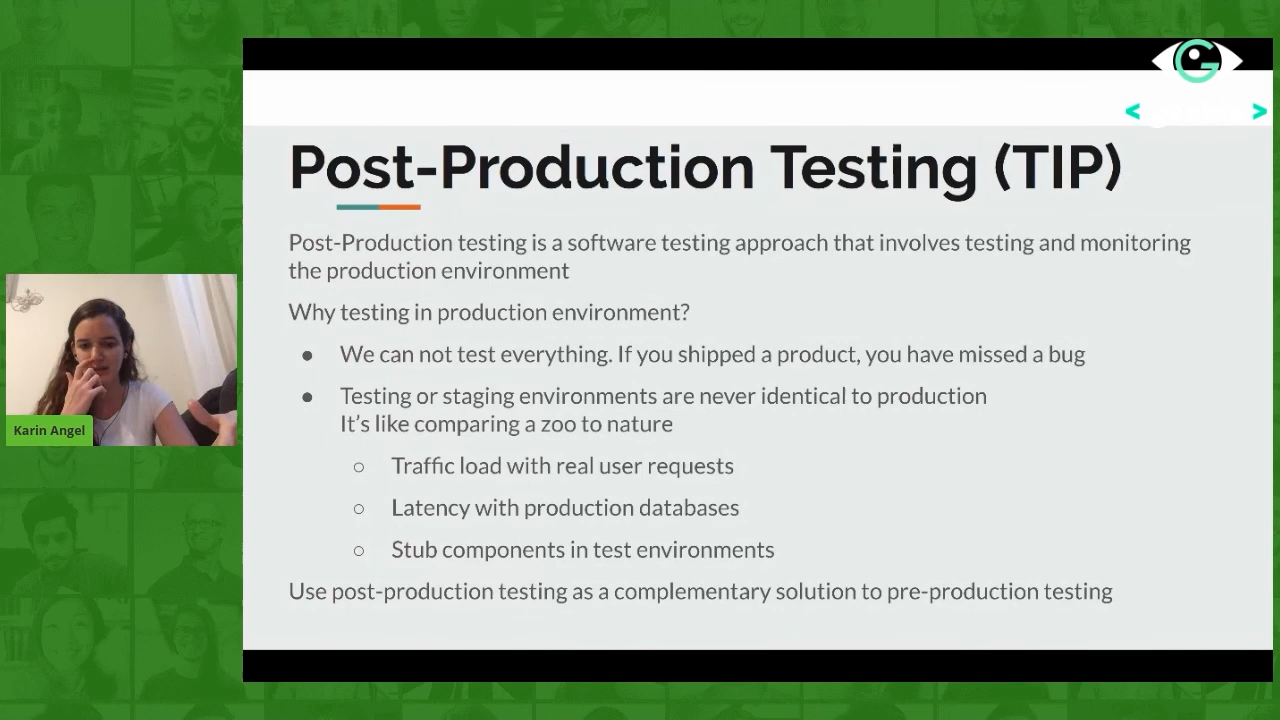 Post-Production Testing (TIP)
Post-Production testing is a software testing approach that involves testing and monitoring
the production environment
Why testing in production environment?
● We can not test everything. If you shipped a product, you have missed a bug
● Testing or staging environments are never identical to production
It’s like comparing a zoo to nature
○ Traffic load with real user requests
○ Latency with production databases
○ Stub components in test environments
Use post-production testing as a complementary solution to pre-production testing
Karin Angel